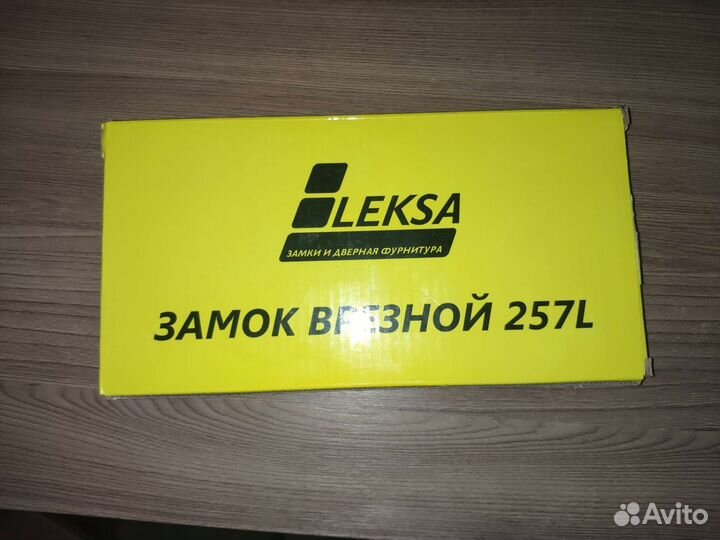 LEKSA
ЗАМКИ И ДВЕРНАЯ ФУРНИТУРА
ЗАМОК ВРЕЗНОЙ 257L
Avito